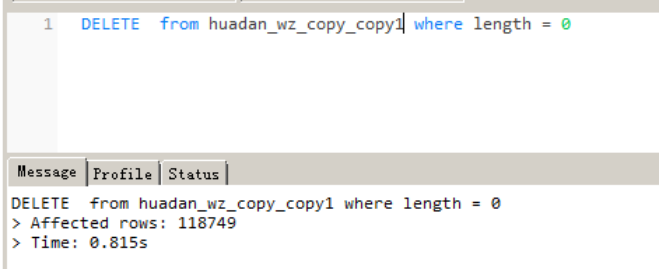 1 DELETE  from huadan_wz_copy_copy1 where length = 0
Message Profile Status
DELETE  from huadan_wz_copy_copy1 where length = 0
> Affected rows: 118749
> Time: 0.815s